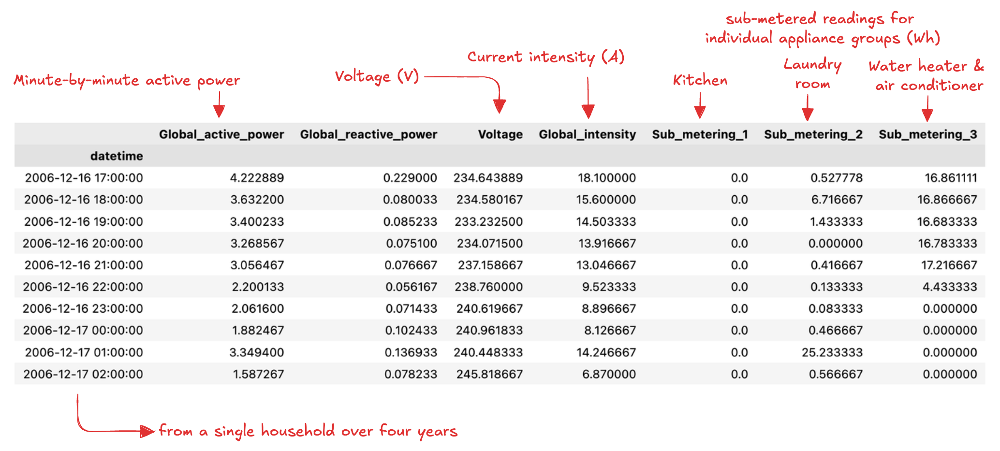 sub-metered readings for
individual appliance groups (Wh)
Minute-by-minute active power
Voltage (V)
Current intensity (A)
Kitchen
Laundry
room
Water heater &
air conditioner
Global_active_power Global_reactive_power Voltage Global_intensity Sub_metering_1 Sub_metering_2 Sub_metering_3
datetime
2006-12-16 17:00:00 4.222889 0.229000 234.643889 18.100000 0.0 0.527778 16.861111
2006-12-16 18:00:00 3.632200 0.080033 234.580167 15.600000 0.0 6.716667 16.866667
2006-12-16 19:00:00 3.400233 0.085233 233.232500 14.503333 0.0 1.433333 16.683333
2006-12-16 20:00:00 3.268567 0.075100 234.071500 13.916667 0.0 0.000000 16.783333
2006-12-16 21:00:00 3.056467 0.076667 237.158667 13.046667 0.0 0.416667 17.216667
2006-12-16 22:00:00 2.200133 0.056167 238.760000 9.523333 0.0 0.133333 4.433333
2006-12-16 23:00:00 2.061600 0.071433 240.619667 8.896667 0.0 0.083333 0.000000
2006-12-17 00:00:00 1.882467 0.102433 240.961833 8.126667 0.0 0.466667 0.000000
2006-12-17 01:00:00 3.349400 0.136933 240.448333 14.246667 0.0 25.233333 0.000000
2006-12-17 02:00:00 1.587267 0.078233 245.818667 6.870000 0.0 0.566667 0.000000
from a single household over four years